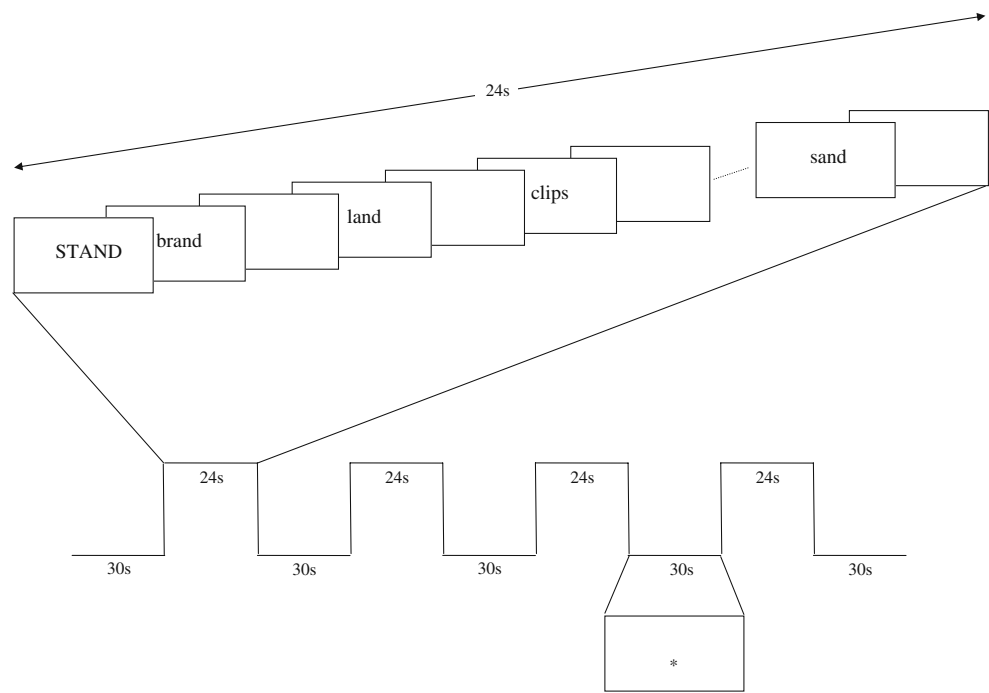 24s
sand
clips
land
brand
STAND
24s 24s 24s 24s
30s 30s 30s 30s 30s
*